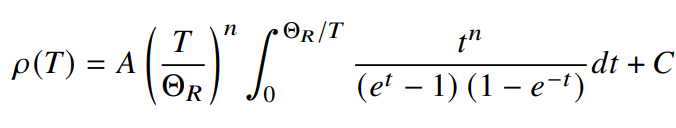 ρ(T) = A (T/Θ_R)^n ∫_0^{Θ_R/T} t^n / ((e^t − 1)(1 − e^{−t})) dt + C